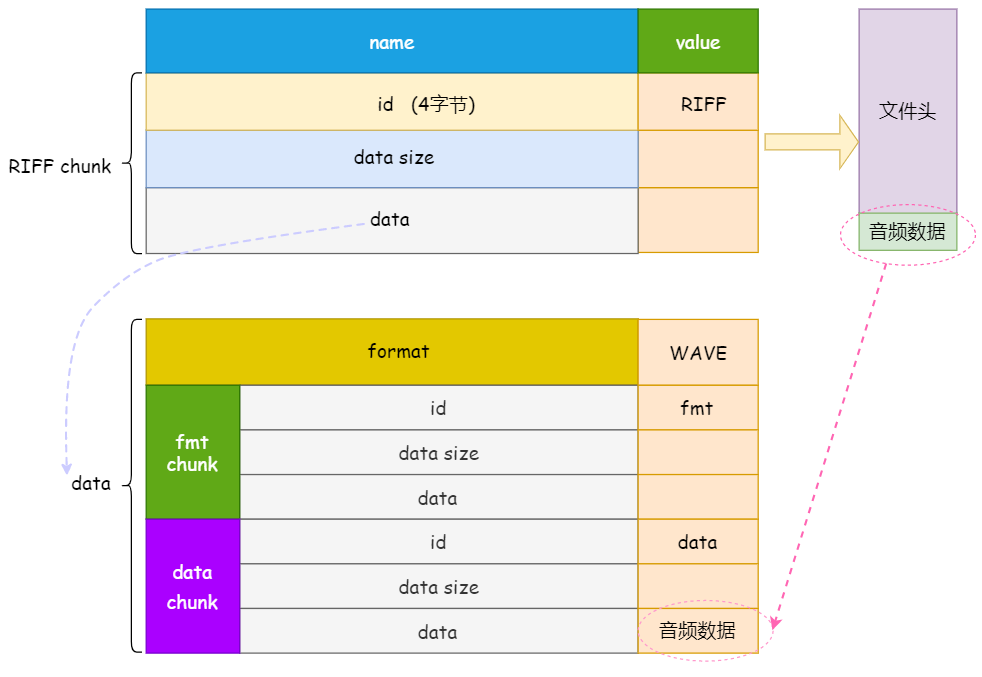 name
value
文件头
id (4字节)
RIFF
RIFF chunk
data size
data
音频数据
format
WAVE
fmt
chunk
id
fmt
data size
data
data
data
chunk
id
data
data size
data
音频数据